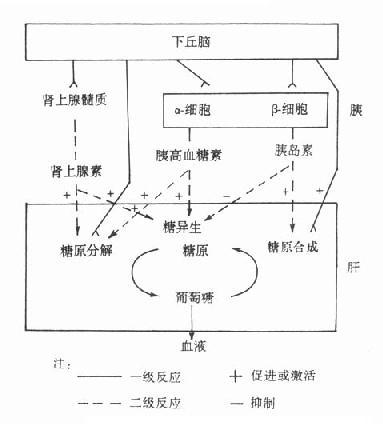 下丘脑
肾上腺髓质
α-细胞
β-细胞
胰
胰高血糖素
胰岛素
肾上腺素
+ + + + + - + +
糖异生
糖原分解
糖原
糖原合成
肝
葡萄糖
血液
注:
一级反应
+ 促进或激活
二级反应
- 抑制